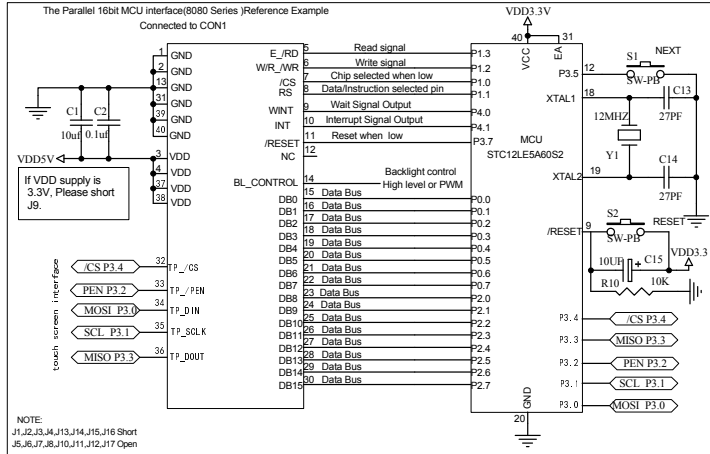 The Parallel 16bit MCU interface(8080 Series )Reference Example
Connected to CON1
VDD3.3V
40
31
VCC
EA
1 GND
2 GND
13 GND
31 GND
39 GND
40 GND
3 VDD
4 VDD
37 VDD
38 VDD
C1
10uf
C2
0.1uf
VDD5V
If VDD supply is
3.3V, Please short
J9.
E_/RD 5 Read signal P1.3
W/R_/WR 6 Write signal P1.2
/CS 7 Chip selected when low P1.0
RS 8 Data/Instruction selected pin P1.1
WINT 9 Wait Signal Output P4.0
INT 10 Interrupt Signal Output P4.1
/RESET 11 Reset when low P3.7
NC 12
BL_CONTROL 14 Backlight control
High level or PWM
DB0 15 Data Bus P0.0
DB1 16 Data Bus P0.1
DB2 17 Data Bus P0.2
DB3 18 Data Bus P0.3
DB4 19 Data Bus P0.4
DB5 20 Data Bus P0.5
DB6 21 Data Bus P0.6
DB7 22 Data Bus P0.7
DB8 23 Data Bus P2.0
DB9 24 Data Bus P2.1
DB10 25 Data Bus P2.2
DB11 26 Data Bus P2.3
DB12 27 Data Bus P2.4
DB13 28 Data Bus P2.5
DB14 29 Data Bus P2.6
DB15 30 Data Bus P2.7
touch screen interface
/CS P3.4 32 TP_/CS
PEN P3.2 33 TP_/PEN
MOSI P3.0 34 TP_DIN
SCL P3.1 35 TP_SCLK
MISO P3.3 36 TP_DOUT
MCU
STC12LE5A60S2
P3.5 12
S1
NEXT
SW-PB
XTAL1 18
C13
27PF
12MHZ
Y1
XTAL2 19
C14
27PF
/RESET 9
S2
RESET
SW-PB
VDD3.3
10UF + C15
R10
10K
P3.4 /CS P3.4
P3.3 MISO P3.3
P3.2 PEN P3.2
P3.1 SCL P3.1
P3.0 MOSI P3.0
GND
20
NOTE:
J1,J2,J3,J4,J13,J14,J15,J16 Short
J5,J6,J7,J8,J10,J11,J12,J17 Open